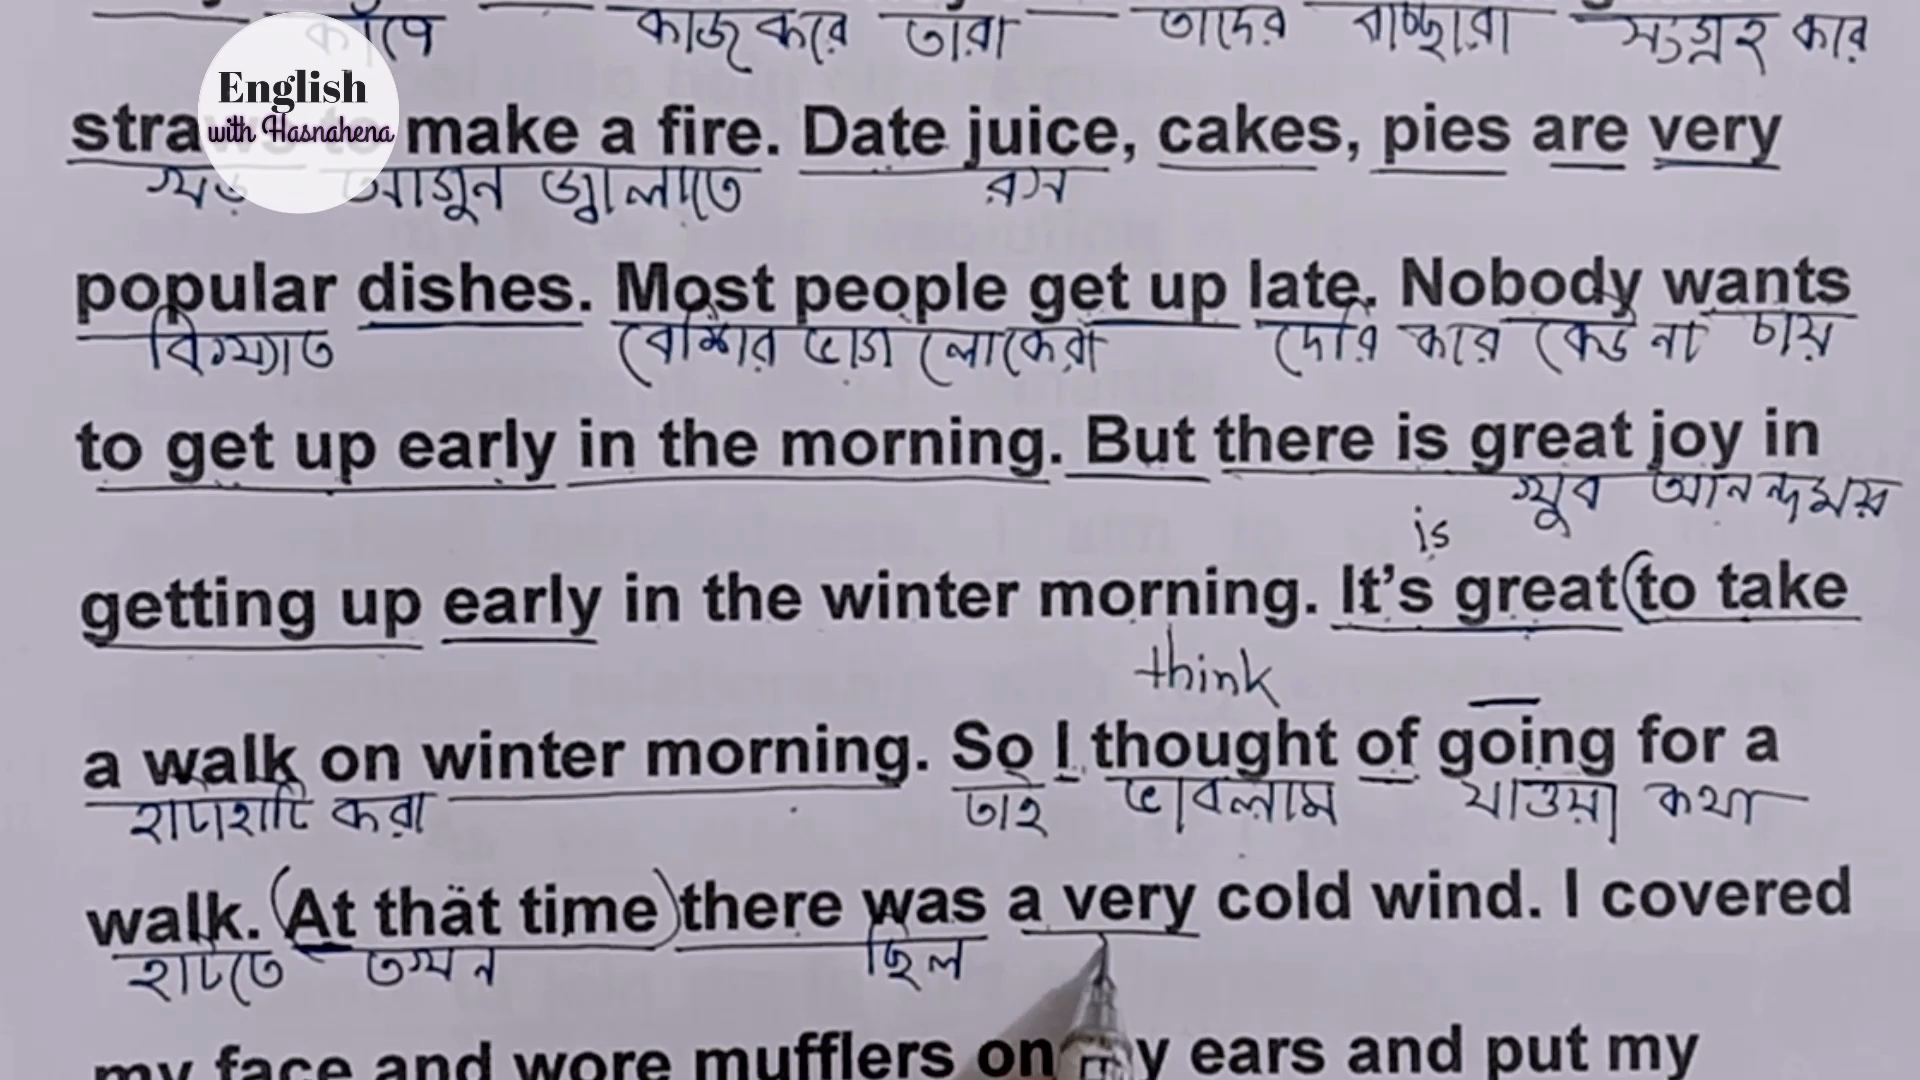 কাঁপে কাজ করে তারা তাদের বাচ্চারা সংগ্রহ করে
English
with Hasnahena
straws to make a fire. Date juice, cakes, pies are very
খড় আগুন জ্বালাতে রস
popular dishes. Most people get up late. Nobody wants
বিখ্যাত বেশির ভাগ লোকেরা দেরি করে কেউ না চায়
to get up early in the morning. But there is great joy in
খুব আনন্দময়
is
getting up early in the winter morning. It's great (to take
think
a walk on winter morning. So I thought of going for a
হাটাহাটি করা তাই ভাবলাম যাওয়া কথা
walk. (At that time) there was a very cold wind. I covered
হাটতে তখন ছিল
my face and wore mufflers on my ears and put my